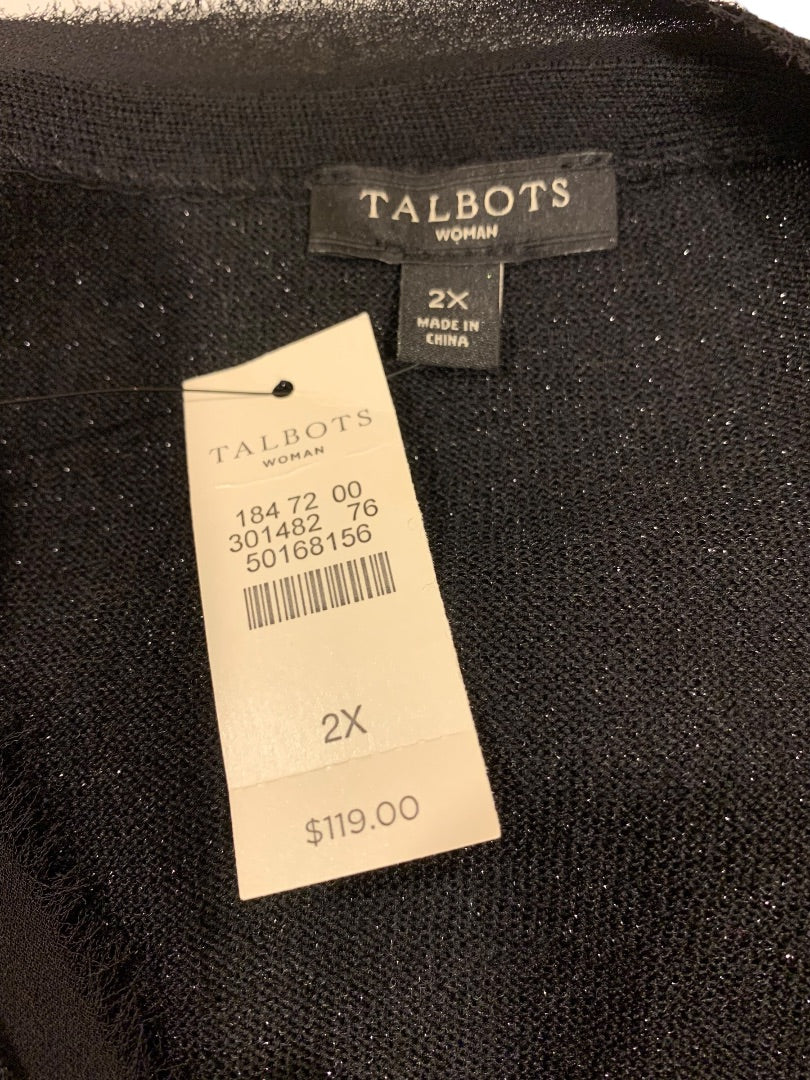 TALBOTS
WOMAN
2X
MADE IN
CHINA
TALBOTS
WOMAN
184 72 00
301482 76
50168156
2X
$119.00